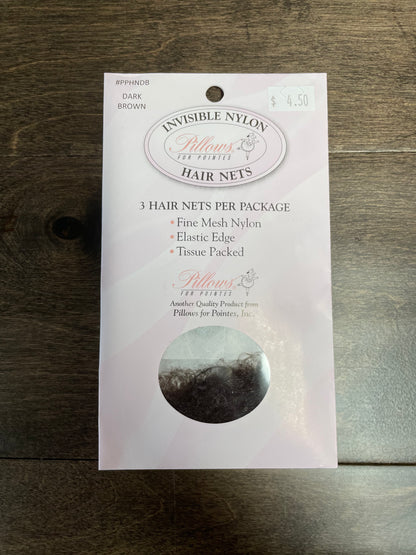 #PPHNDB
DARK
BROWN
$ 4.50
INVISIBLE NYLON
Pillows
FOR POINTES
HAIR NETS
3 HAIR NETS PER PACKAGE
• Fine Mesh Nylon
• Elastic Edge
• Tissue Packed
Pillows
FOR POINTES
Another Quality Product from
Pillows for Pointes, Inc.